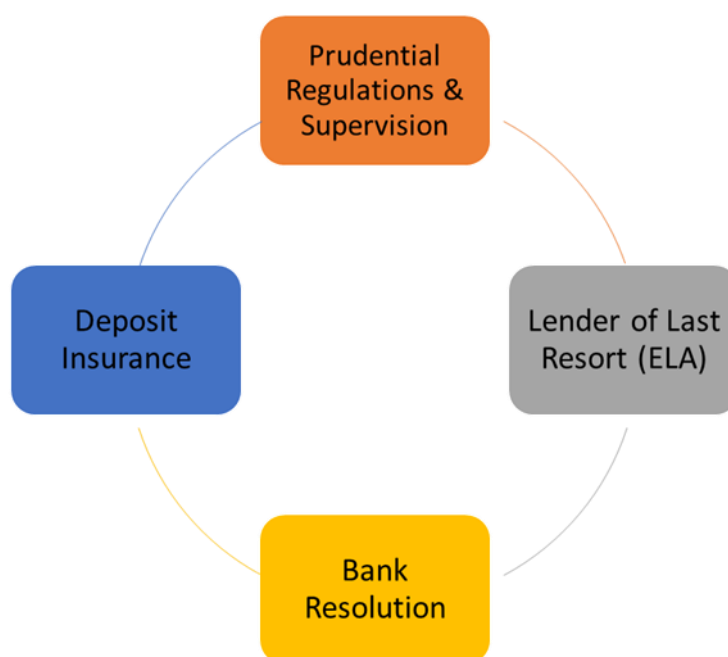 Prudential
Regulations &
Supervision
Deposit
Insurance
Lender of Last
Resort (ELA)
Bank
Resolution